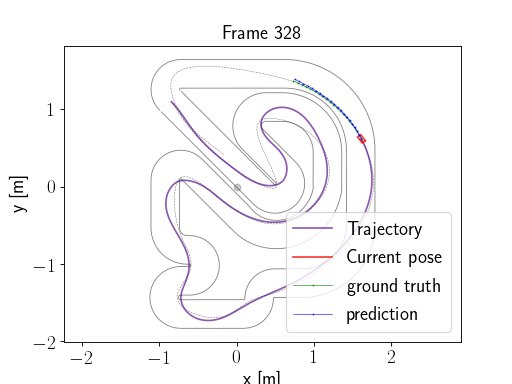 Frame 328
y [m]
1
0
−1
−2
−2 −1 0 1 2
x [m]
Trajectory
Current pose
ground truth
prediction